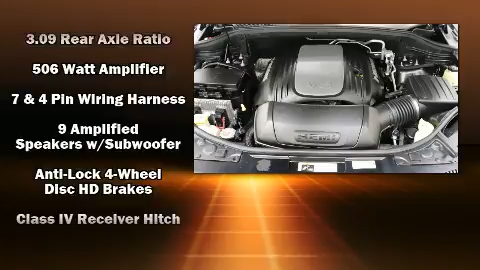 3.09 Rear Axle Ratio
506 Watt Amplifier
7 & 4 Pin Wiring Harness
9 Amplified
Speakers w/Subwoofer
Anti-Lock 4-Wheel
Disc HD Brakes
Class IV Receiver Hitch
HEMI